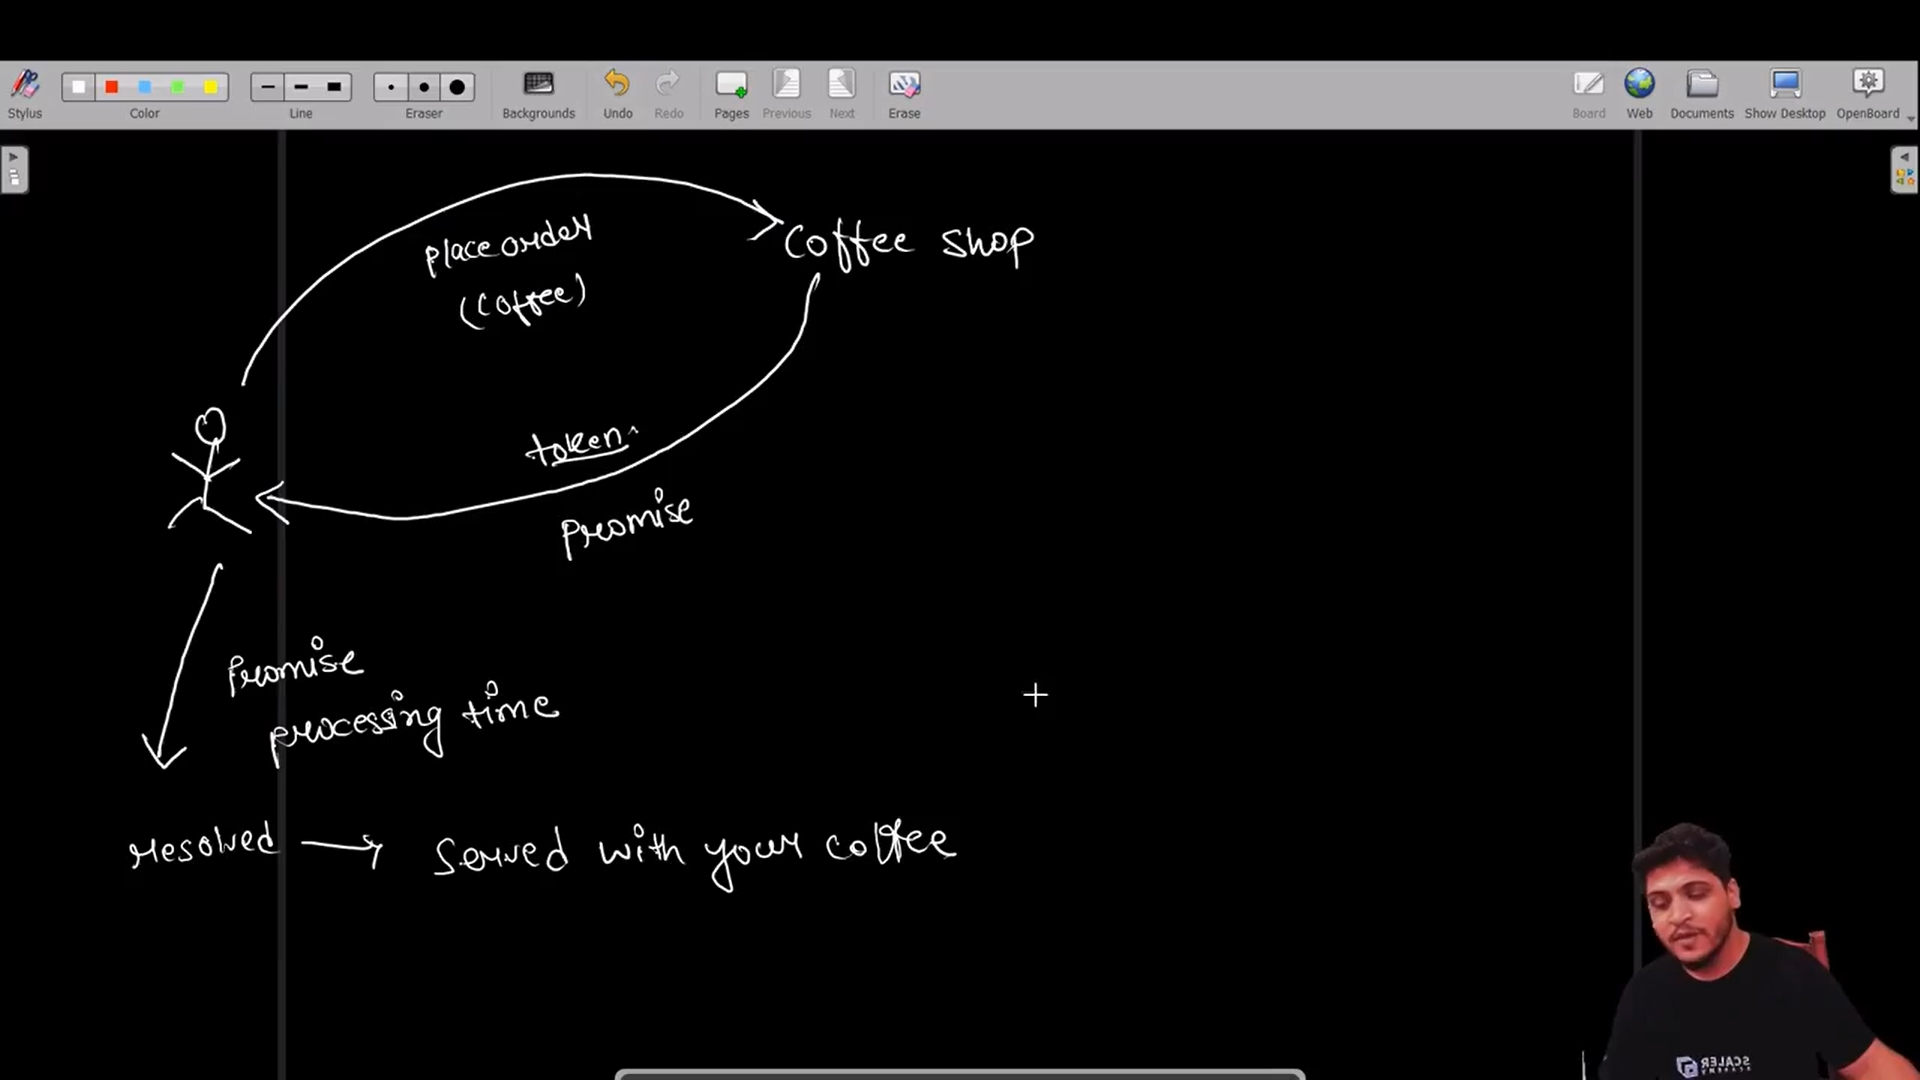 Stylus
Color
Line
Eraser
Backgrounds
Undo
Redo
Pages
Previous
Next
Erase
Board
Web
Documents
Show Desktop
OpenBoard
place order
(coffee)
Coffee shop
token
Promise
Promise
processing time
resolved → Served with your coffee
SCALER
ACADEMY